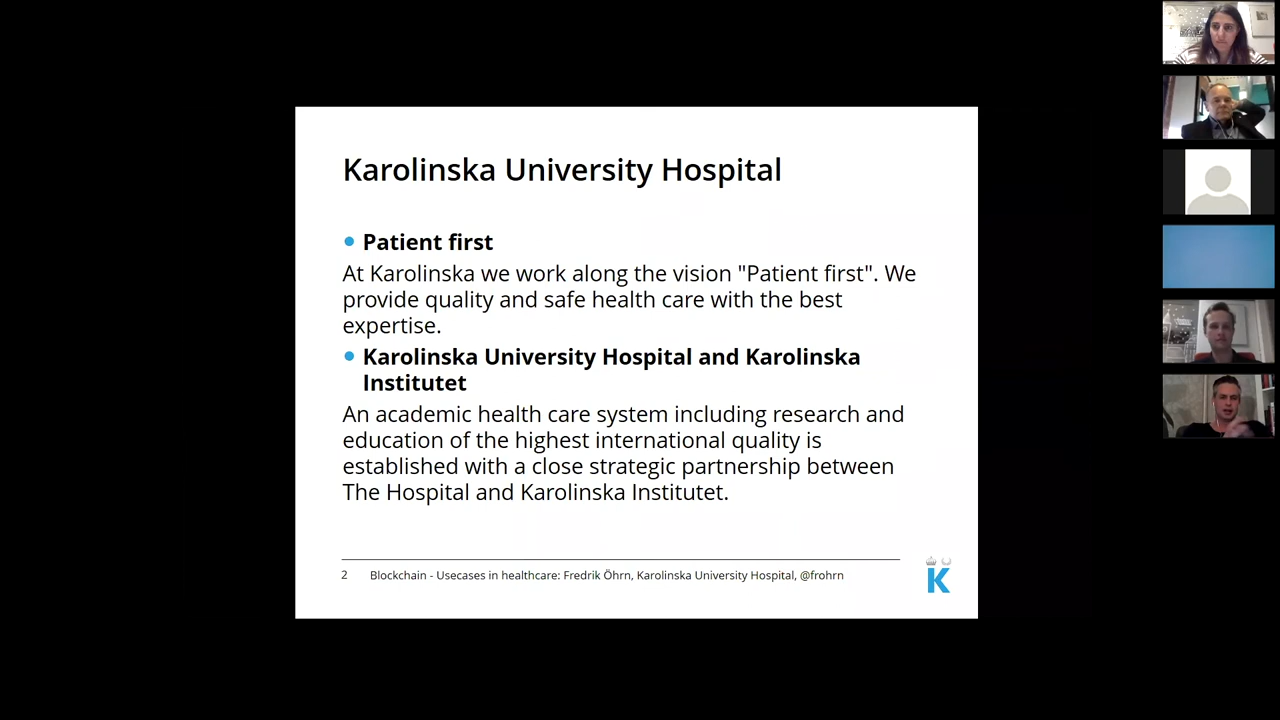 Karolinska University Hospital
• Patient first
At Karolinska we work along the vision "Patient first". We
provide quality and safe health care with the best
expertise.
• Karolinska University Hospital and Karolinska
Institutet
An academic health care system including research and
education of the highest international quality is
established with a close strategic partnership between
The Hospital and Karolinska Institutet.
2 Blockchain - Usecases in healthcare: Fredrik Öhrn, Karolinska University Hospital, @frohrn
K